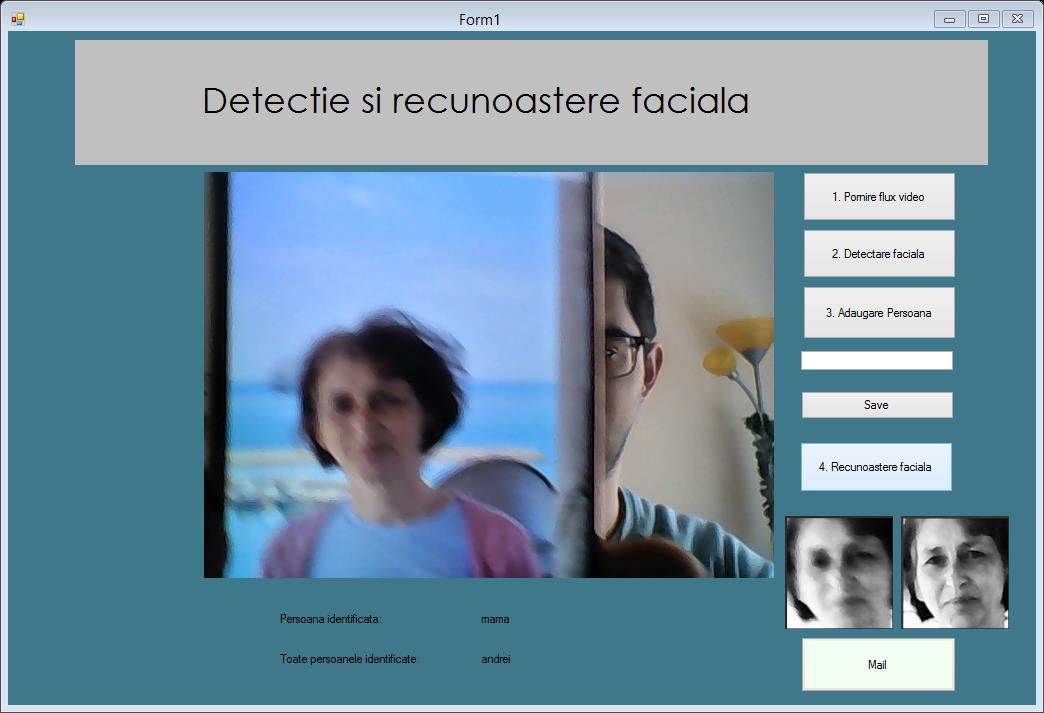 Form1
Detectie si recunoastere faciala
1. Pornire flux video
2. Detectare faciala
3. Adaugare Persoana
Save
4. Recunoastere faciala
Persoana identificata: mama
Toate persoanele identificate: andrei
Mail